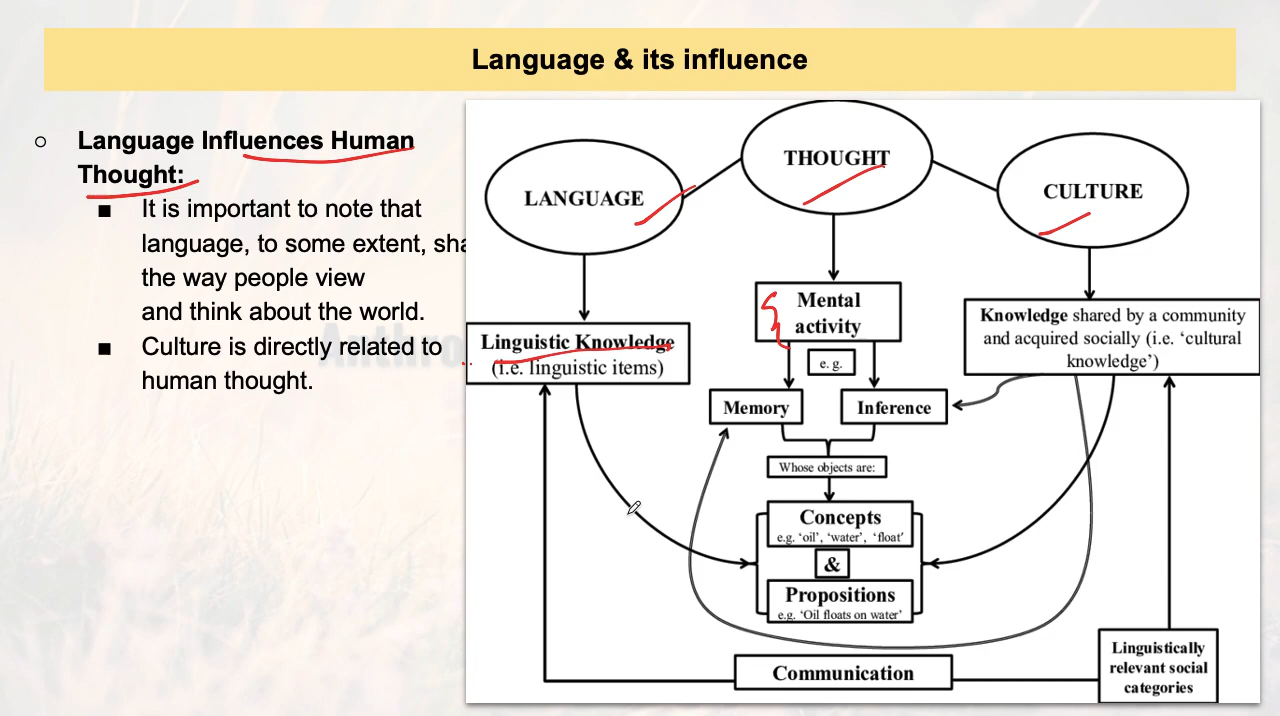 Language & its influence
○ Language Influences Human
Thought:
■ It is important to note that
language, to some extent, sha
the way people view
and think about the world.
■ Culture is directly related to
human thought.
Anthro
LANGUAGE
THOUGHT
CULTURE
Linguistic Knowledge
(i.e. linguistic items)
Mental
activity
e. g.
Memory
Inference
Whose objects are:
Concepts
e.g. ‘oil’, ‘water’, ‘float’
&
Propositions
e.g. ‘Oil floats on water’
Knowledge shared by a community
and acquired socially (i.e. ‘cultural
knowledge’)
Communication
Linguistically
relevant social
categories